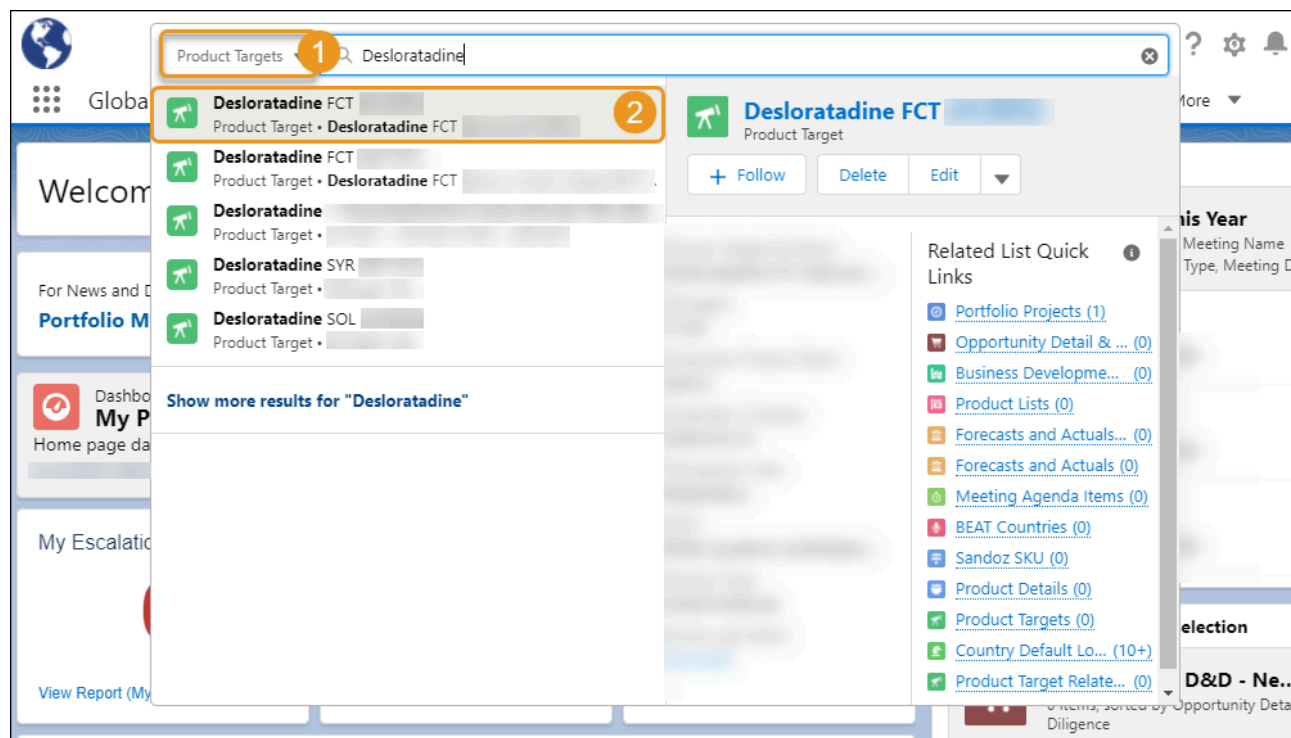 Product Targets
1
Desloratadine
Globa
More
Desloratadine FCT
Product Target • Desloratadine FCT
2
Desloratadine FCT
Product Target • Desloratadine FCT
Desloratadine
Product Target •
Desloratadine SYR
Product Target •
Desloratadine SOL
Product Target •
Show more results for "Desloratadine"
Desloratadine FCT
Product Target
+ Follow
Delete
Edit
Related List Quick
Links
Portfolio Projects (1)
Opportunity Detail & ... (0)
Business Developme... (0)
Product Lists (0)
Forecasts and Actuals... (0)
Forecasts and Actuals (0)
Meeting Agenda Items (0)
BEAT Countries (0)
Sandoz SKU (0)
Product Details (0)
Product Targets (0)
Country Default Lo... (10+)
Product Target Relate... (0)
Welcom
For News and
Portfolio M
Dashbo
My P
Home page da
My Escalatio
View Report (My
his Year
Meeting Name
Type, Meeting D
election
D&D - Ne...
0 items, sorted by Opportunity Deta
Diligence